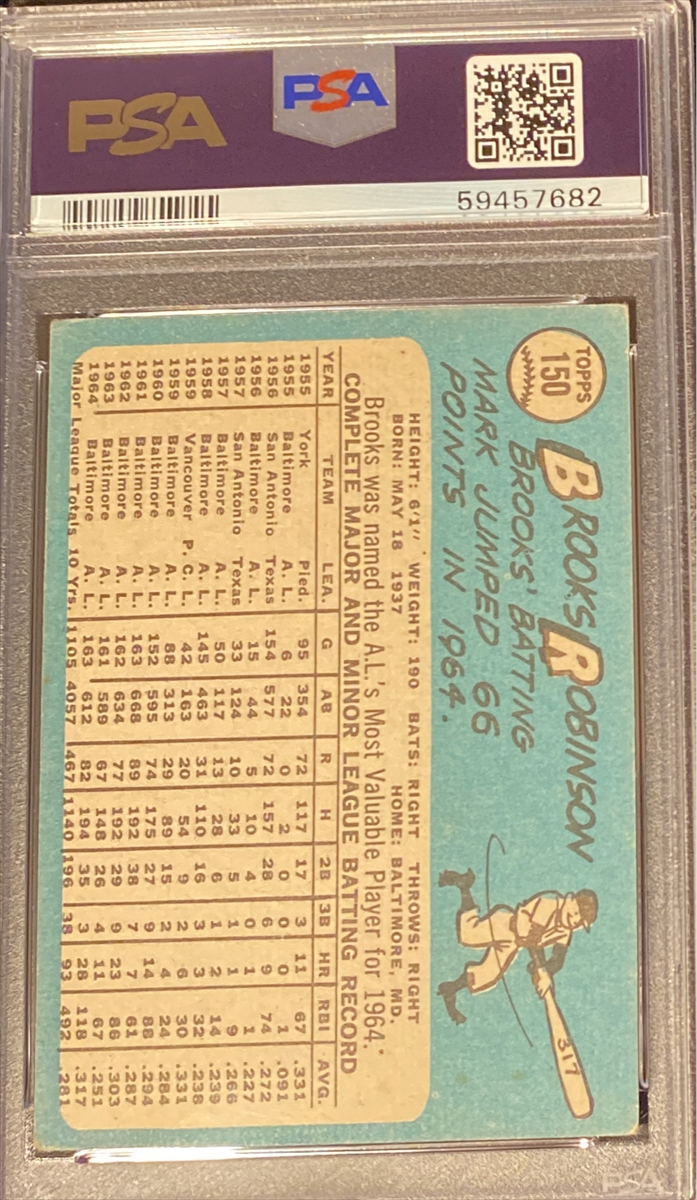 PSA
PSA
59457682
TOPPS
150
BROOKS ROBINSON
BROOKS' BATTING
MARK JUMPED 66
POINTS IN 1964.
317
HEIGHT: 6'1" WEIGHT: 190 BATS: RIGHT THROWS: RIGHT
BORN: MAY 18 1937 HOME: BALTIMORE, MD.
Brooks was named the A.L.'s Most Valuable Player for 1964.
COMPLETE MAJOR AND MINOR LEAGUE BATTING RECORD
YEAR TEAM LEA. G AB R H 2B 3B HR RBI AVG.
1955 York Pied. 95 354 72 117 17 3 11 67 .331
1955 Baltimore A. L. 6 22 0 2 0 0 0 1 .091
1956 San Antonio Texas 154 577 72 157 28 6 9 74 .272
1956 Baltimore A. L. 15 44 5 10 4 0 1 1 .227
1957 San Antonio Texas 33 124 10 33 5 1 1 9 .266
1957 Baltimore A. L. 50 117 13 28 6 1 2 14 .239
1958 Baltimore A. L. 145 463 31 110 16 3 3 32 .238
1959 Vancouver P. C. L. 42 163 20 54 9 2 6 30 .331
1959 Baltimore A. L. 88 313 29 89 15 2 4 24 .284
1960 Baltimore A. L. 152 595 74 175 27 9 14 88 .294
1961 Baltimore A. L. 163 668 89 192 38 7 7 61 .287
1962 Baltimore A. L. 162 634 77 192 29 9 23 86 .303
1963 Baltimore A. L. 161 589 67 148 26 4 11 67 .251
1964 Baltimore A. L. 163 612 82 194 35 3 28 118 .317
Major League Totals 10 Yrs. 1105 4057 467 1140 196 38 93 492 .281
PSA